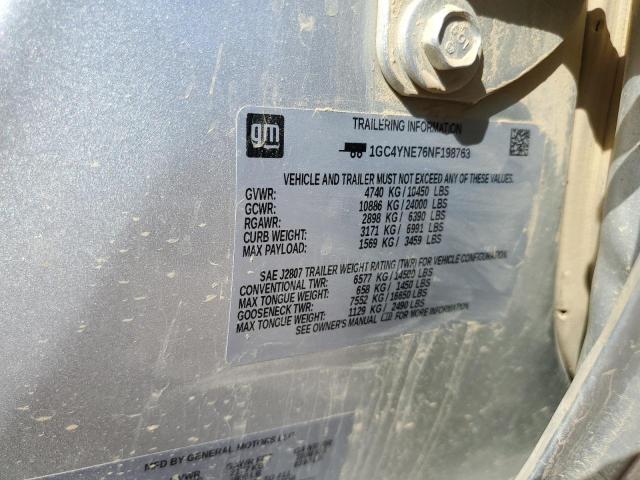 gm
TRAILERING INFORMATION
1GC4YNE76NF198763
VEHICLE AND TRAILER MUST NOT EXCEED ANY OF THESE VALUES.
GVWR: 4740 KG/10450 LBS
GCWR: 10886 KG/24000 LBS
RGAWR: 2898 KG/ 6390 LBS
CURB WEIGHT: 3171 KG/ 6991 LBS
MAX PAYLOAD: 1569 KG/ 3459 LBS
SAE J2807 TRAILER WEIGHT RATING (TWR) FOR VEHICLE CONFIGURATION.
CONVENTIONAL TWR: 6577 KG/14500 LBS
MAX TONGUE WEIGHT: 658 KG/ 1450 LBS
GOOSENECK TWR: 7552 KG/16650 LBS
MAX TONGUE WEIGHT: 1129 KG/ 2490 LBS
SEE OWNER'S MANUAL FOR MORE INFORMATION.
MFD BY GENERAL MOTORS LLC
GVWR